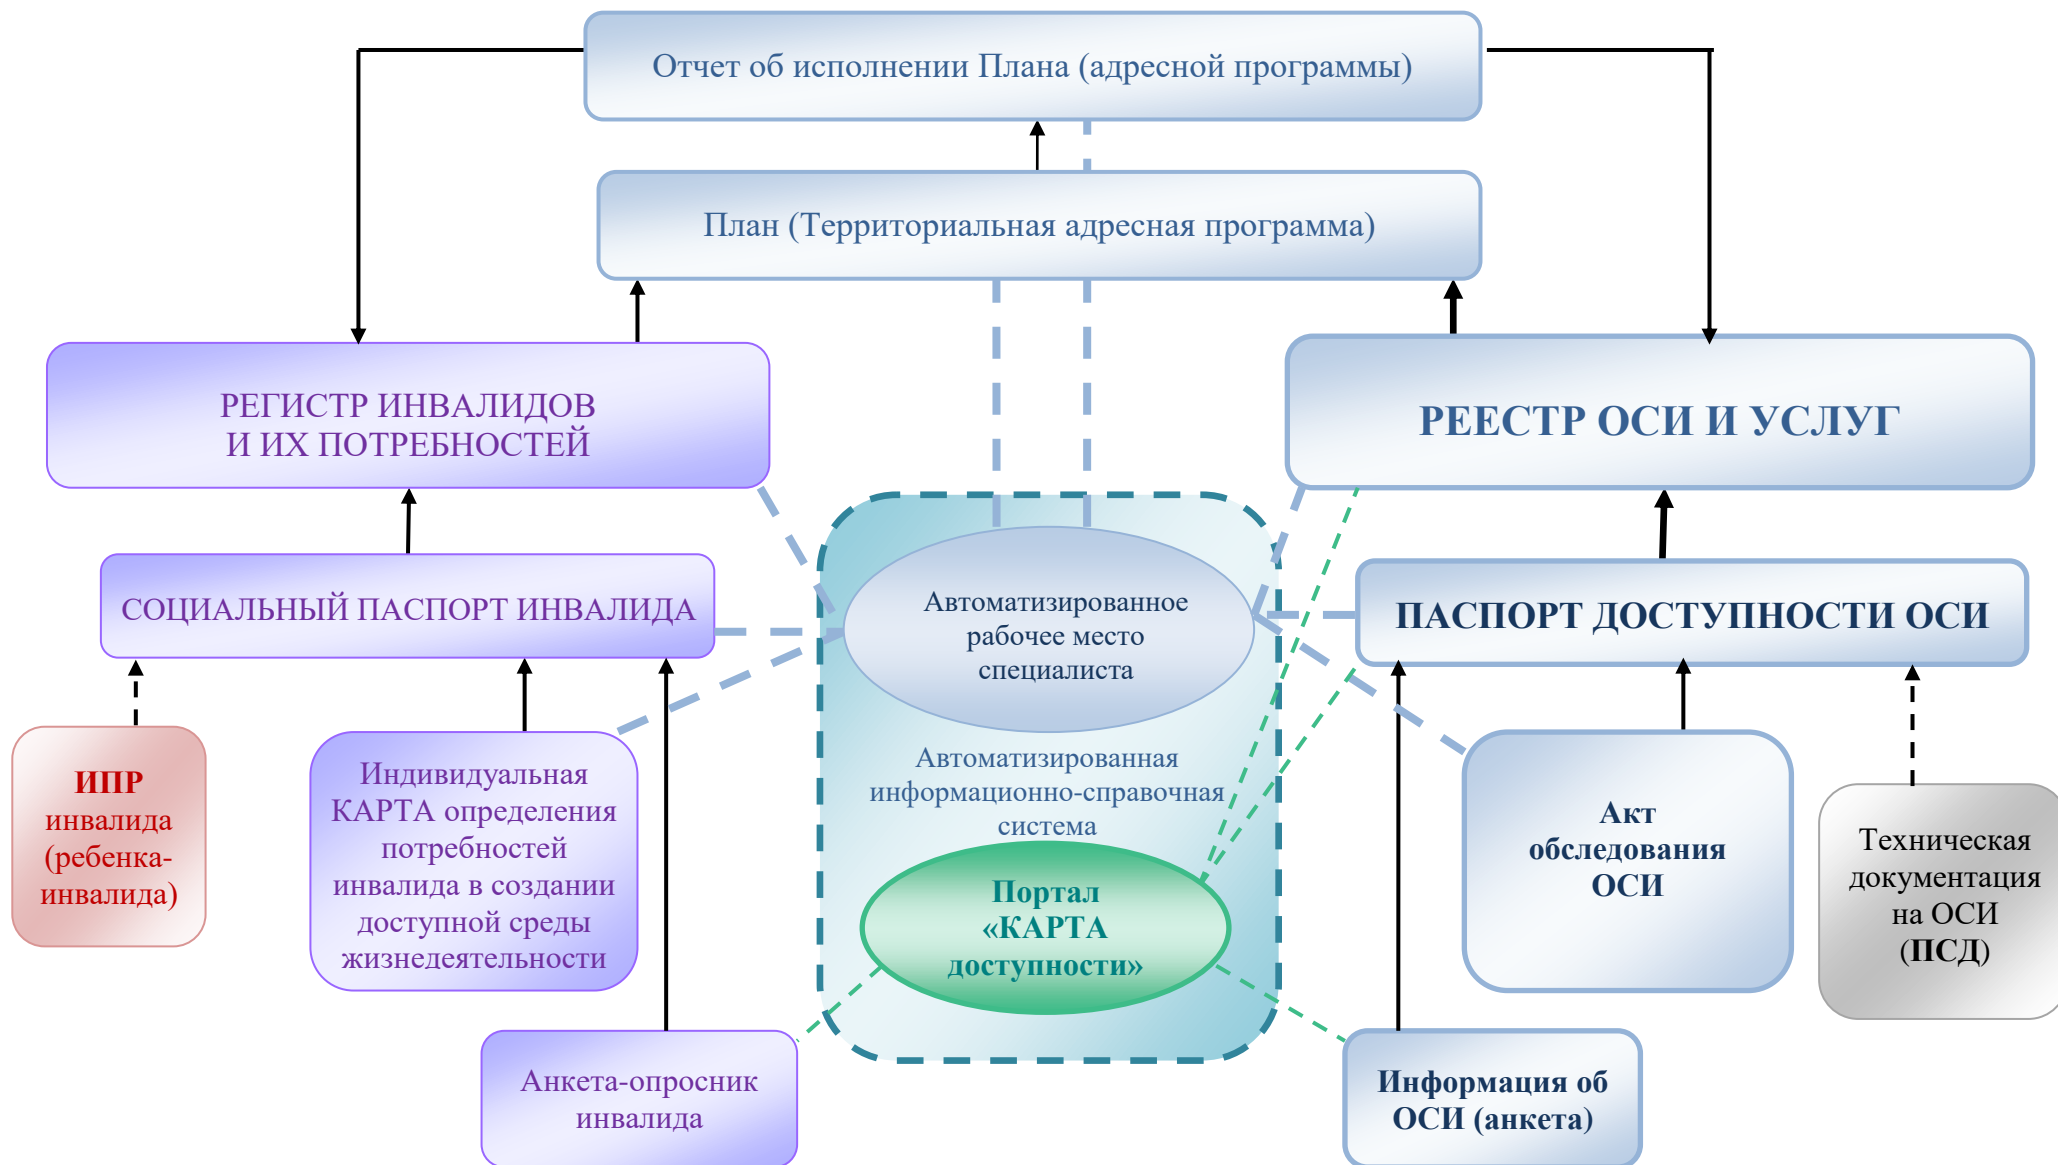 Отчет об исполнении Плана (адресной программы)
План (Территориальная адресная программа)
РЕГИСТР ИНВАЛИДОВ
И ИХ ПОТРЕБНОСТЕЙ
РЕЕСТР ОСИ И УСЛУГ
СОЦИАЛЬНЫЙ ПАСПОРТ ИНВАЛИДА
Автоматизированное
рабочее место
специалиста
ПАСПОРТ ДОСТУПНОСТИ ОСИ
ИПР
инвалида
(ребенка-
инвалида)
Индивидуальная
КАРТА определения
потребностей
инвалида в создании
доступной среды
жизнедеятельности
Автоматизированная
информационно-справочная
система
Портал
«КАРТА
доступности»
Акт
обследования
ОСИ
Техническая
документация
на ОСИ
(ПСД)
Анкета-опросник
инвалида
Информация об
ОСИ (анкета)